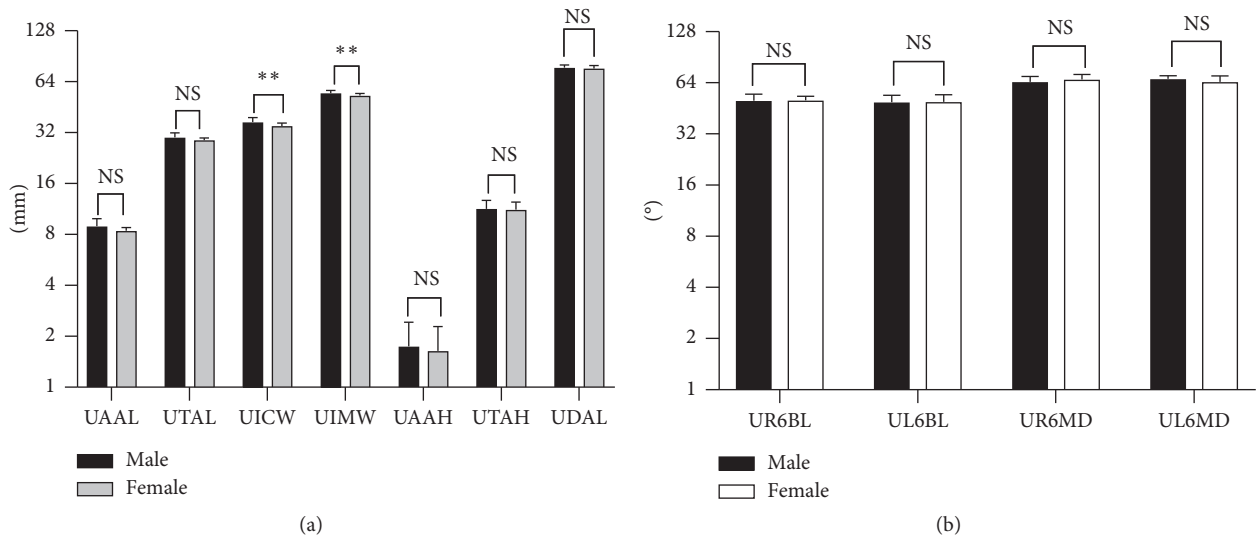 128
64
32
16
8
4
2
1
(mm)
NS
NS
**
**
NS
NS
NS
UAAL UTAL UICW UIMW UAAH UTAH UDAL
Male
Female
(a)
128
64
32
16
8
4
2
1
(°)
NS
NS
NS
NS
UR6BL UL6BL UR6MD UL6MD
Male
Female
(b)